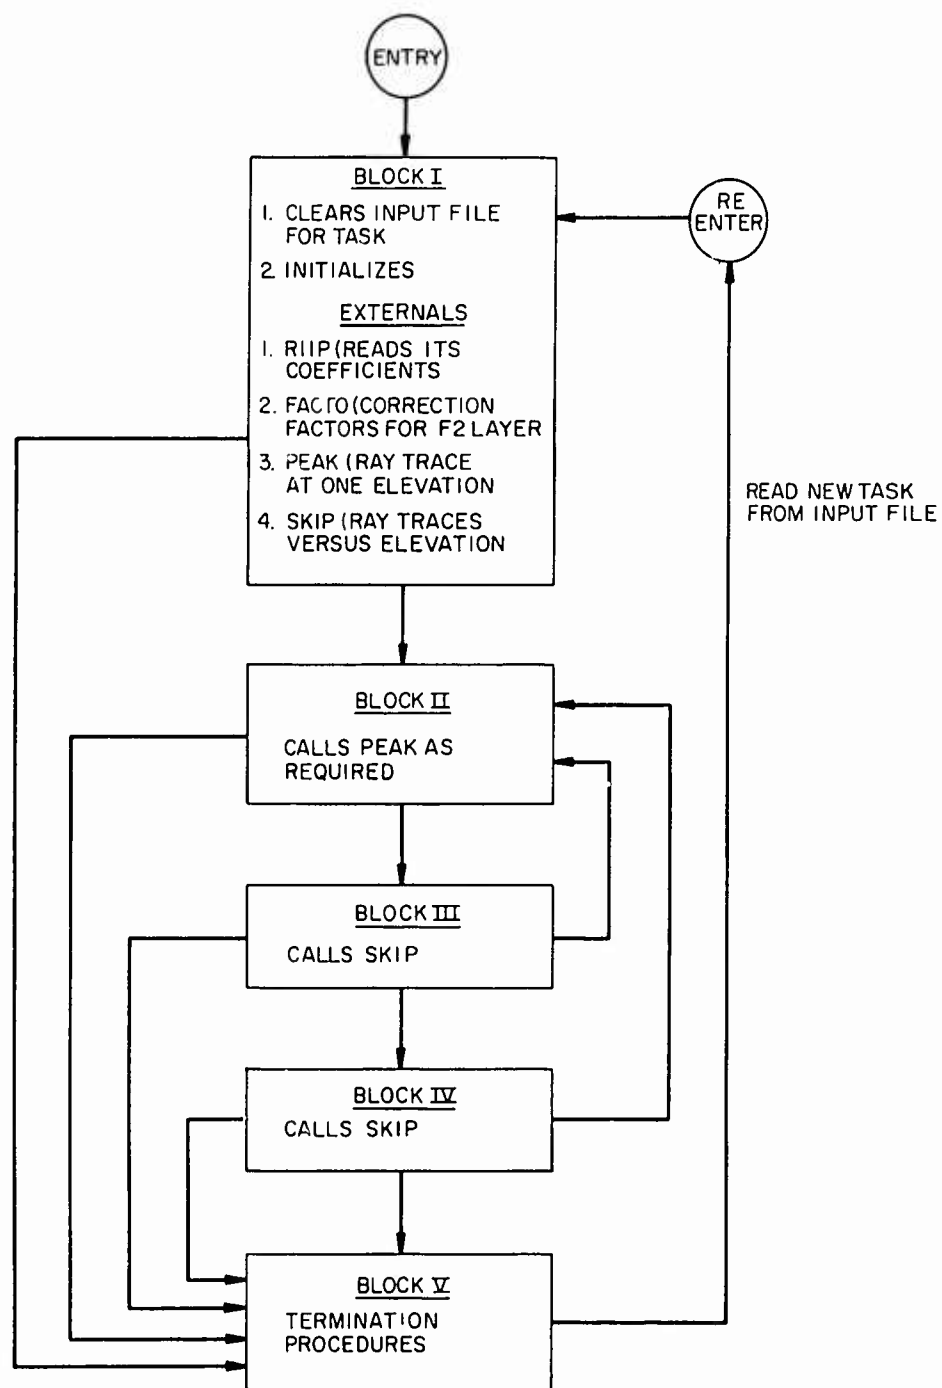 ENTRY
BLOCK I
1. CLEARS INPUT FILE
FOR TASK
2. INITIALIZES
EXTERNALS
1. RIIP (READS ITS
COEFFICIENTS
2. FACTO (CORRECTION
FACTORS FOR F2 LAYER
3. PEAK (RAY TRACE
AT ONE ELEVATION
4. SKIP (RAY TRACES
VERSUS ELEVATION
RE
ENTER
READ NEW TASK
FROM INPUT FILE
BLOCK II
CALLS PEAK AS
REQUIRED
BLOCK III
CALLS SKIP
BLOCK IV
CALLS SKIP
BLOCK V
TERMINATION
PROCEDURES